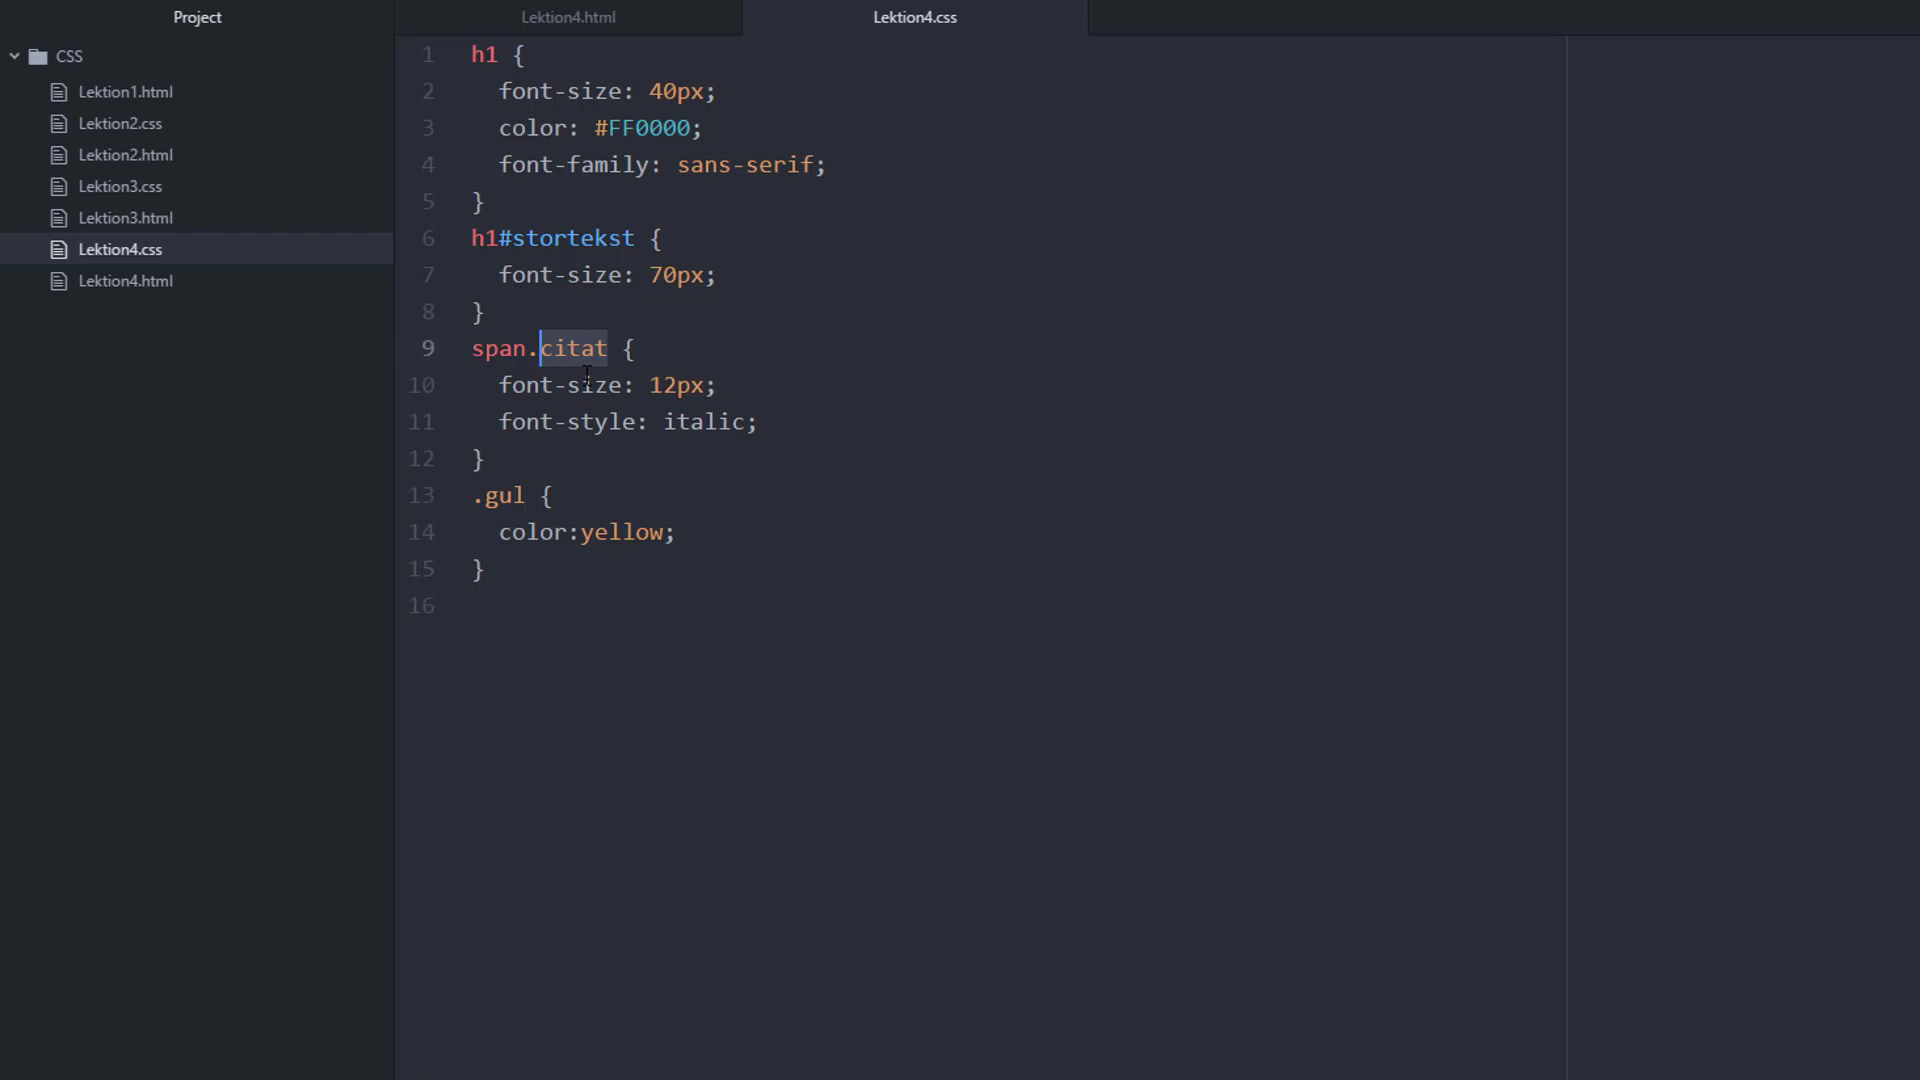 Project
CSS
Lektion1.html
Lektion2.css
Lektion2.html
Lektion3.css
Lektion3.html
Lektion4.css
Lektion4.html
Lektion4.html
Lektion4.css
1 h1 {
2 font-size: 40px;
3 color: #FF0000;
4 font-family: sans-serif;
5 }
6 h1#stortekst {
7 font-size: 70px;
8 }
9 span.citat {
10 font-size: 12px;
11 font-style: italic;
12 }
13 .gul {
14 color:yellow;
15 }
16